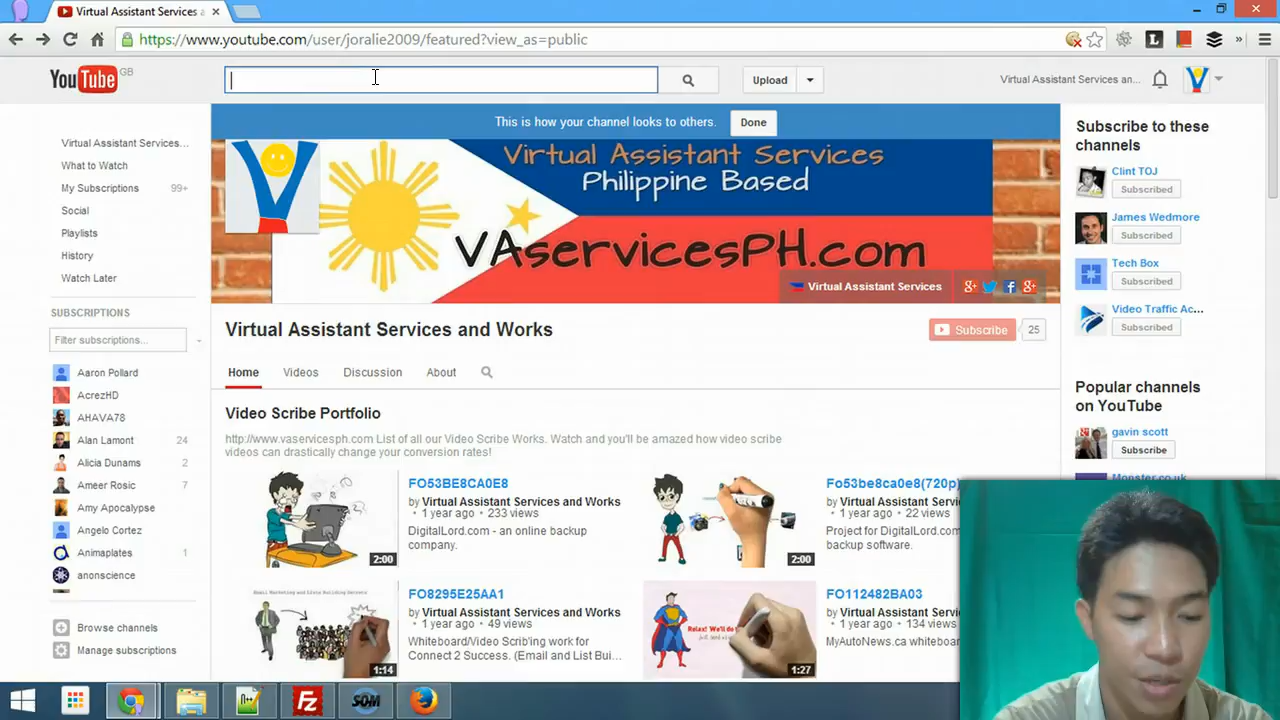 Virtual Assistant Services a
https://www.youtube.com/user/joralie2009/featured?view_as=public
YouTube GB
Upload
Virtual Assistant Services an...
This is how your channel looks to others. Done
Virtual Assistant Services
Philippine Based
VAservicesPH.com
Virtual Assistant Services
Virtual Assistant Services...
What to Watch
My Subscriptions 99+
Social
Playlists
History
Watch Later
SUBSCRIPTIONS
Filter subscriptions...
Aaron Pollard
AcrezHD
AHAVA78
Alan Lamont 24
Alicia Dunams 2
Ameer Rosic 7
Amy Apocalypse
Angelo Cortez
Animaplates 1
anonscience
Browse channels
Manage subscriptions
Virtual Assistant Services and Works
Subscribe 25
Home Videos Discussion About
Video Scribe Portfolio
http://www.vaservicesph.com List of all our Video Scribe Works. Watch and you'll be amazed how video scribe
videos can drastically change your conversion rates!
FO53BE8CA0E8
by Virtual Assistant Services and Works
1 year ago • 233 views
DigitalLord.com - an online backup
company.
2:00
Fo53be8ca0e8(720p)
by Virtual Assistant Servi
1 year ago • 22 views
Project for DigitalLord.com
backup software.
2:00
FO8295E25AA1
by Virtual Assistant Services and Works
1 year ago • 49 views
Whiteboard/Video Scrib'ing work for
Connect 2 Success. (Email and List Bui...
Email Marketing and List Building Servers
1:14
FO112482BA03
by Virtual Assistant Servi
1 year ago • 134 views
MyAutoNews.ca whiteboar
1:27
Subscribe to these
channels
Clint TOJ
Subscribed
James Wedmore
Subscribed
Tech Box
Subscribed
Video Traffic Ac...
Subscribed
Popular channels
on YouTube
gavin scott
Subscribe
Monster.co.uk